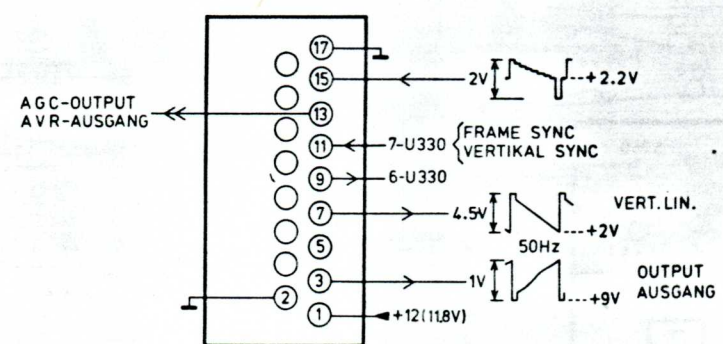 17
15 2V +2.2V
AGC-OUTPUT
AVR-AUSGANG
13
11 7-U330 FRAME SYNC
VERTIKAL SYNC
9 6-U330
7 4.5V +2V VERT.LIN.
5 50Hz
3 1V +9V OUTPUT
AUSGANG
2
1 +12(11,8V)